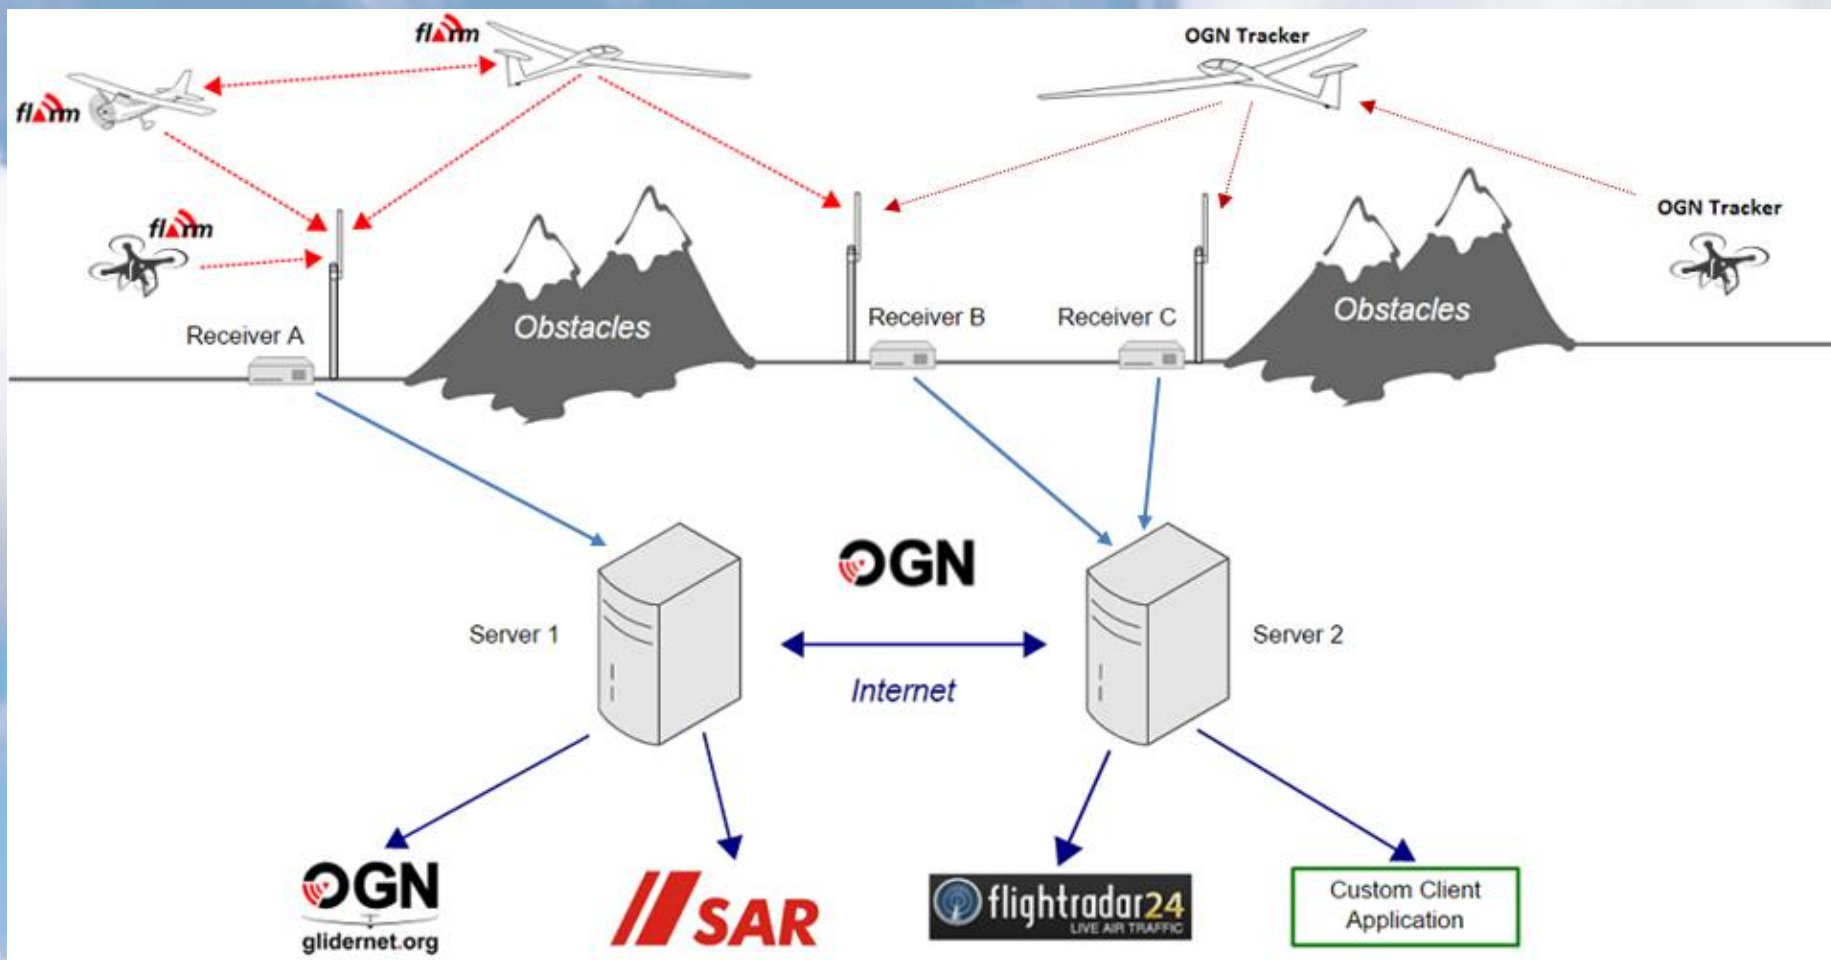 flarm
OGN Tracker
flarm
flarm
OGN Tracker
Receiver A
Obstacles
Receiver B
Receiver C
Obstacles
OGN
Server 1
Server 2
Internet
OGN
glidernet.org
SAR
flightradar24
LIVE AIR TRAFFIC
Custom Client
Application